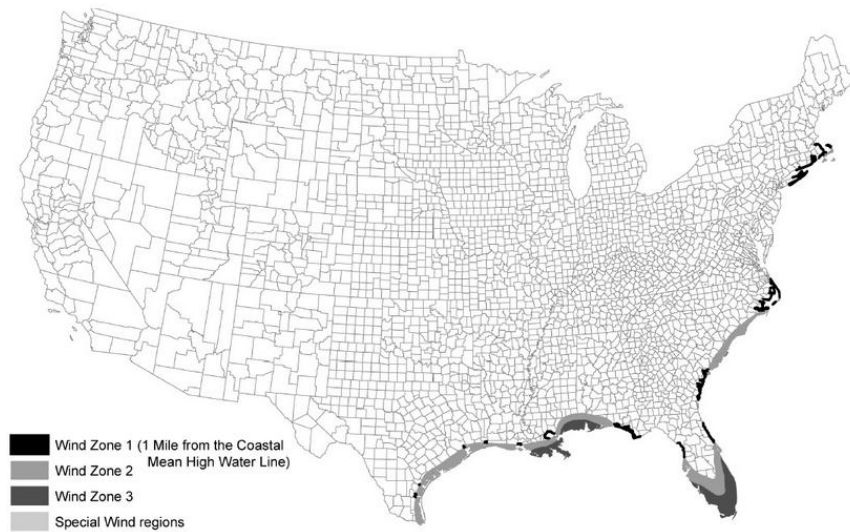 Wind Zone 1 (1 Mile from the Coastal
Mean High Water Line)
Wind Zone 2
Wind Zone 3
Special Wind regions